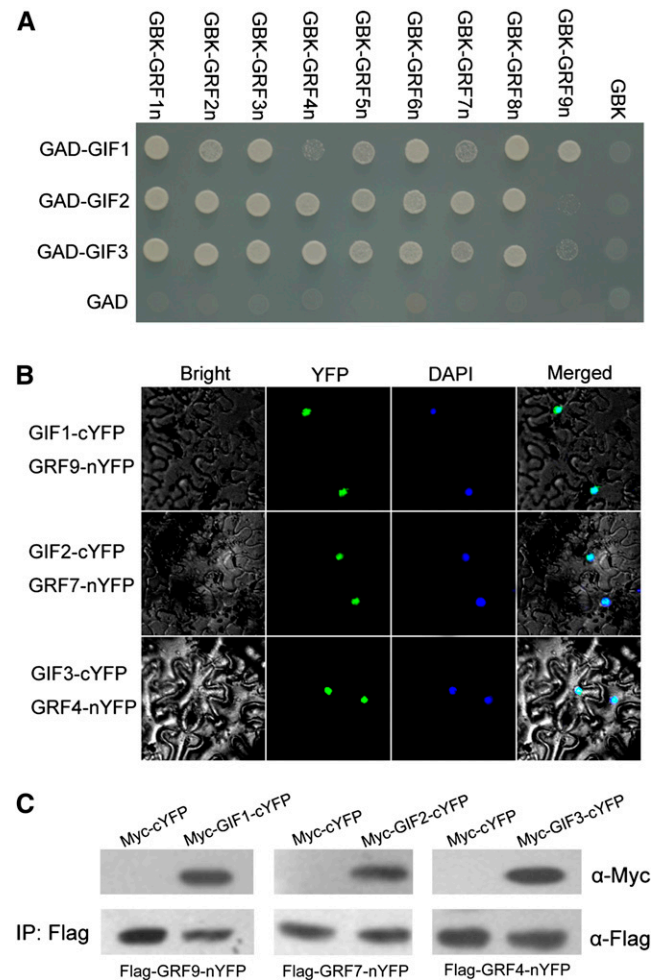 A
GBK-GRF1n GBK-GRF2n GBK-GRF3n GBK-GRF4n GBK-GRF5n GBK-GRF6n GBK-GRF7n GBK-GRF8n GBK-GRF9n GBK
GAD-GIF1
GAD-GIF2
GAD-GIF3
GAD
B
Bright YFP DAPI Merged
GIF1-cYFP
GRF9-nYFP
GIF2-cYFP
GRF7-nYFP
GIF3-cYFP
GRF4-nYFP
C
Myc-cYFP Myc-GIF1-cYFP Myc-cYFP Myc-GIF2-cYFP Myc-cYFP Myc-GIF3-cYFP
α-Myc
IP: Flag α-Flag
Flag-GRF9-nYFP Flag-GRF7-nYFP Flag-GRF4-nYFP